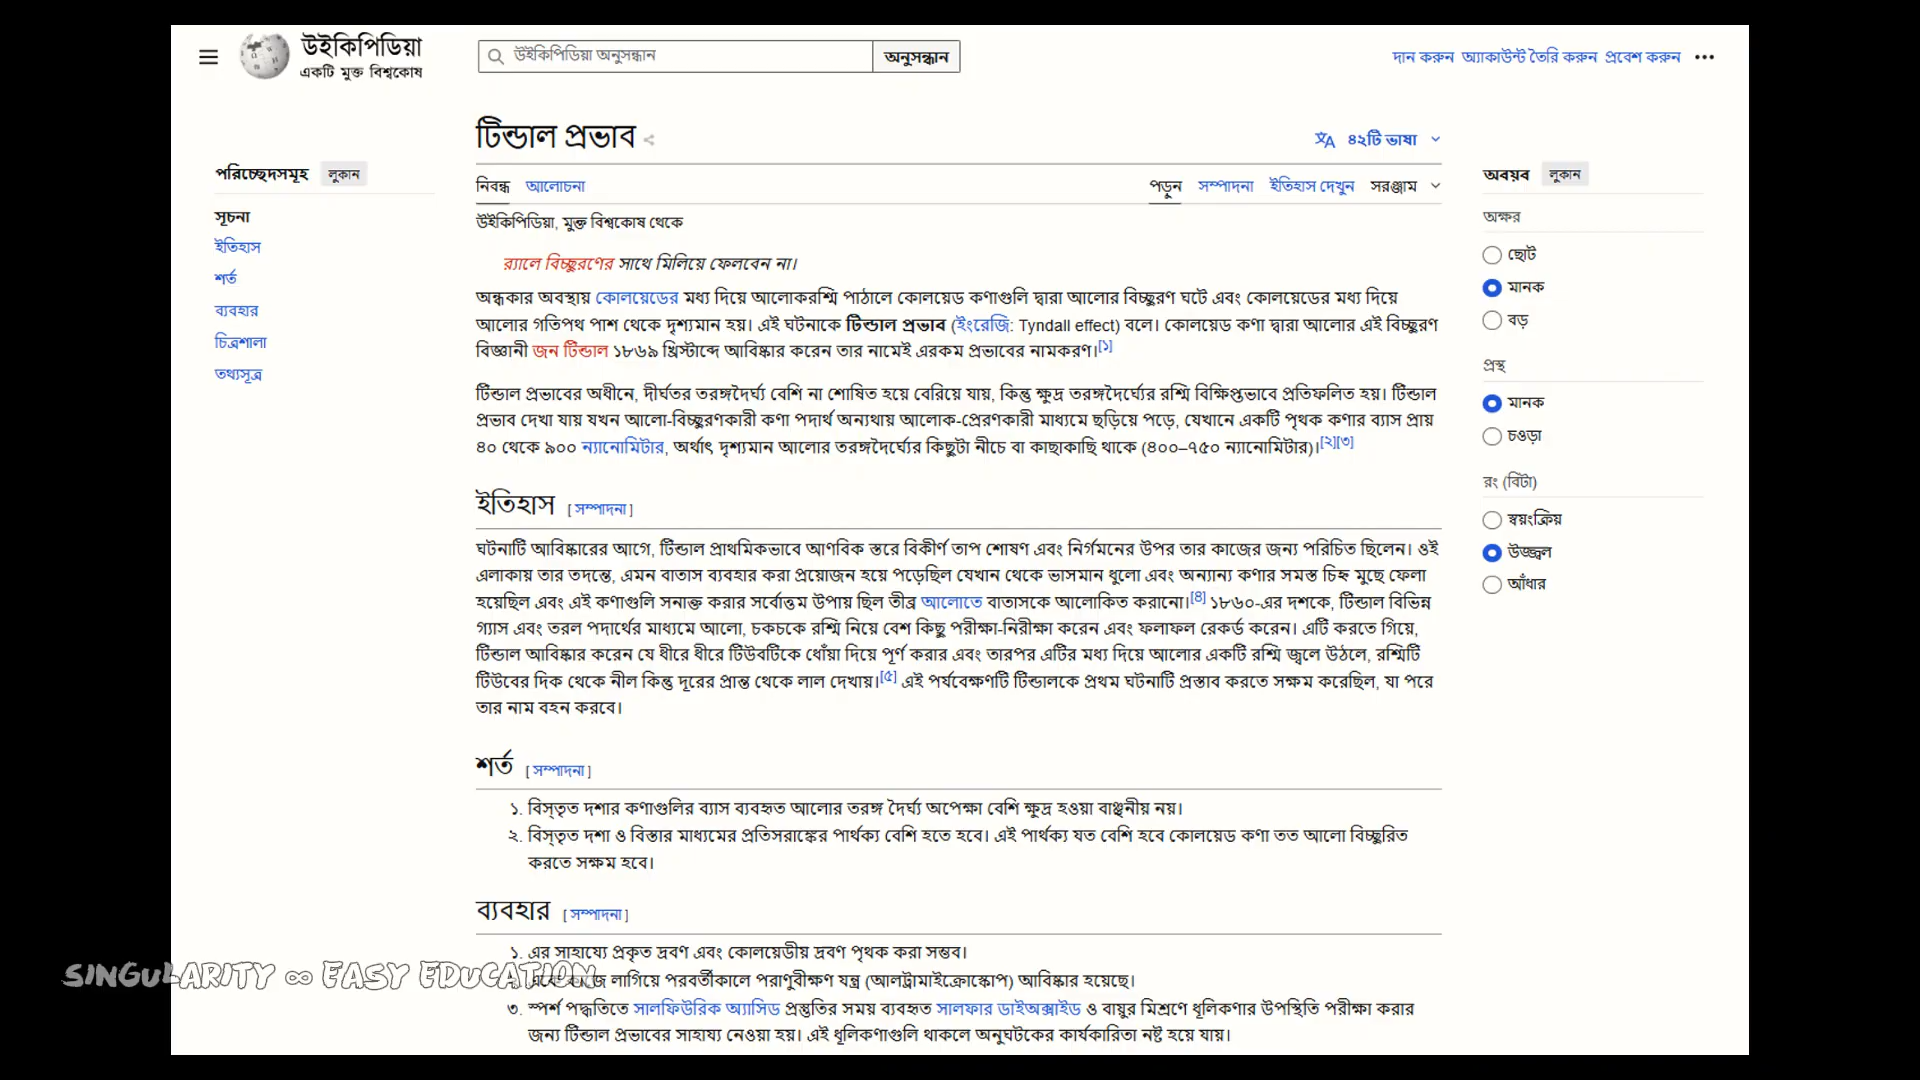 উইকিপিডিয়া
একটি মুক্ত বিশ্বকোষ
উইকিপিডিয়া অনুসন্ধান
অনুসন্ধান
দান করুন অ্যাকাউন্ট তৈরি করুন প্রবেশ করুন
টিন্ডাল প্রভাব
৪২টি ভাষা
পরিচ্ছেদসমূহ লুকান
সূচনা
ইতিহাস
শর্ত
ব্যবহার
চিত্রশালা
তথ্যসূত্র
নিবন্ধ আলোচনা
পড়ুন সম্পাদনা ইতিহাস দেখুন সরঞ্জাম
উইকিপিডিয়া, মুক্ত বিশ্বকোষ থেকে
র‍্যালে বিচ্ছুরণের সাথে মিলিয়ে ফেলবেন না।
অন্ধকার অবস্থায় কোলয়েডের মধ্য দিয়ে আলোকরশ্মি পাঠালে কোলয়েড কণাগুলি দ্বারা আলোর বিচ্ছুরণ ঘটে এবং কোলয়েডের মধ্য দিয়ে
আলোর গতিপথ পাশ থেকে দৃশ্যমান হয়। এই ঘটনাকে টিন্ডাল প্রভাব (ইংরেজি: Tyndall effect) বলে। কোলয়েড কণা দ্বারা আলোর এই বিচ্ছুরণ
বিজ্ঞানী জন টিন্ডাল ১৮৬৯ খ্রিস্টাব্দে আবিষ্কার করেন তার নামেই এরকম প্রভাবের নামকরণ।[১]
টিন্ডাল প্রভাবের অধীনে, দীর্ঘতর তরঙ্গদৈর্ঘ্য বেশি না শোষিত হয়ে বেরিয়ে যায়, কিন্তু ক্ষুদ্র তরঙ্গদৈর্ঘ্যের রশ্মি বিক্ষিপ্তভাবে প্রতিফলিত হয়। টিন্ডাল
প্রভাব দেখা যায় যখন আলো-বিচ্ছুরণকারী কণা পদার্থ অন্যথায় আলোক-প্রেরণকারী মাধ্যমে ছড়িয়ে পড়ে, যেখানে একটি পৃথক কণার ব্যাস প্রায়
৪০ থেকে ৯০০ ন্যানোমিটার, অর্থাৎ দৃশ্যমান আলোর তরঙ্গদৈর্ঘ্যের কিছুটা নীচে বা কাছাকাছি থাকে (৪০০–৭৫০ ন্যানোমিটার)।[২][৩]
ইতিহাস [ সম্পাদনা ]
ঘটনাটি আবিষ্কারের আগে, টিন্ডাল প্রাথমিকভাবে আণবিক স্তরে বিকীর্ণ তাপ শোষণ এবং নির্গমনের উপর তার কাজের জন্য পরিচিত ছিলেন। ওই
এলাকায় তার তদন্তে, এমন বাতাস ব্যবহার করা প্রয়োজন হয়ে পড়েছিল যেখান থেকে ভাসমান ধুলো এবং অন্যান্য কণার সমস্ত চিহ্ন মুছে ফেলা
হয়েছিল এবং এই কণাগুলি সনাক্ত করার সর্বোত্তম উপায় ছিল তীব্র আলোতে বাতাসকে আলোকিত করানো।[৪] ১৮৬০-এর দশকে, টিন্ডাল বিভিন্ন
গ্যাস এবং তরল পদার্থের মাধ্যমে আলো, চকচকে রশ্মি নিয়ে বেশ কিছু পরীক্ষা-নিরীক্ষা করেন এবং ফলাফল রেকর্ড করেন। এটি করতে গিয়ে,
টিন্ডাল আবিষ্কার করেন যে ধীরে ধীরে টিউবটিকে ধোঁয়া দিয়ে পূর্ণ করার এবং তারপর এটির মধ্য দিয়ে আলোর একটি রশ্মি জ্বলে উঠলে, রশ্মিটি
টিউবের দিক থেকে নীল কিন্তু দূরের প্রান্ত থেকে লাল দেখায়।[৫] এই পর্যবেক্ষণটি টিন্ডালকে প্রথম ঘটনাটি প্রস্তাব করতে সক্ষম করেছিল, যা পরে
তার নাম বহন করবে।
শর্ত [ সম্পাদনা ]
১. বিস্তৃত দশার কণাগুলির ব্যাস ব্যবহৃত আলোর তরঙ্গ দৈর্ঘ্য অপেক্ষা বেশি ক্ষুদ্র হওয়া বাঞ্ছনীয় নয়।
২. বিস্তৃত দশা ও বিস্তার মাধ্যমের প্রতিসরাঙ্কের পার্থক্য বেশি হতে হবে। এই পার্থক্য যত বেশি হবে কোলয়েড কণা তত আলো বিচ্ছুরিত
করতে সক্ষম হবে।
ব্যবহার [ সম্পাদনা ]
১. এর সাহায্যে প্রকৃত দ্রবণ এবং কোলয়েডীয় দ্রবণ পৃথক করা সম্ভব।
একে কাজে লাগিয়ে পরবর্তীকালে পরাণুবীক্ষণ যন্ত্র (আলট্রামাইক্রোস্কোপ) আবিষ্কার হয়েছে।
৩. স্পর্শ পদ্ধতিতে সালফিউরিক অ্যাসিড প্রস্তুতির সময় ব্যবহৃত সালফার ডাইঅক্সাইড ও বায়ুর মিশ্রণে ধূলিকণার উপস্থিতি পরীক্ষা করার
জন্য টিন্ডাল প্রভাবের সাহায্য নেওয়া হয়। এই ধূলিকণাগুলি থাকলে অনুঘটকের কার্যকারিতা নষ্ট হয়ে যায়।
অবয়ব লুকান
অক্ষর
ছোট
মানক
বড়
প্রস্থ
মানক
চওড়া
রং (বিটা)
স্বয়ংক্রিয়
উজ্জ্বল
আঁধার
SINGULARITY ∞ EASY EDUCATION